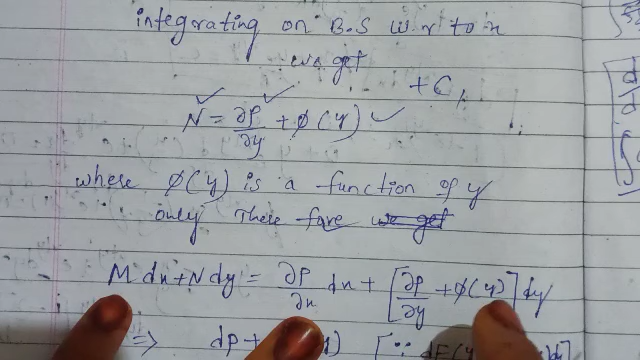 integrating on B.S w.r to x
we get
+ C,
N = ∂P/∂y + φ(y)
where φ(y) is a function of y
only There fore we get
M dx + N dy = ∂P/∂x dx + [∂P/∂y + φ(y)] dy
⇒ dP +